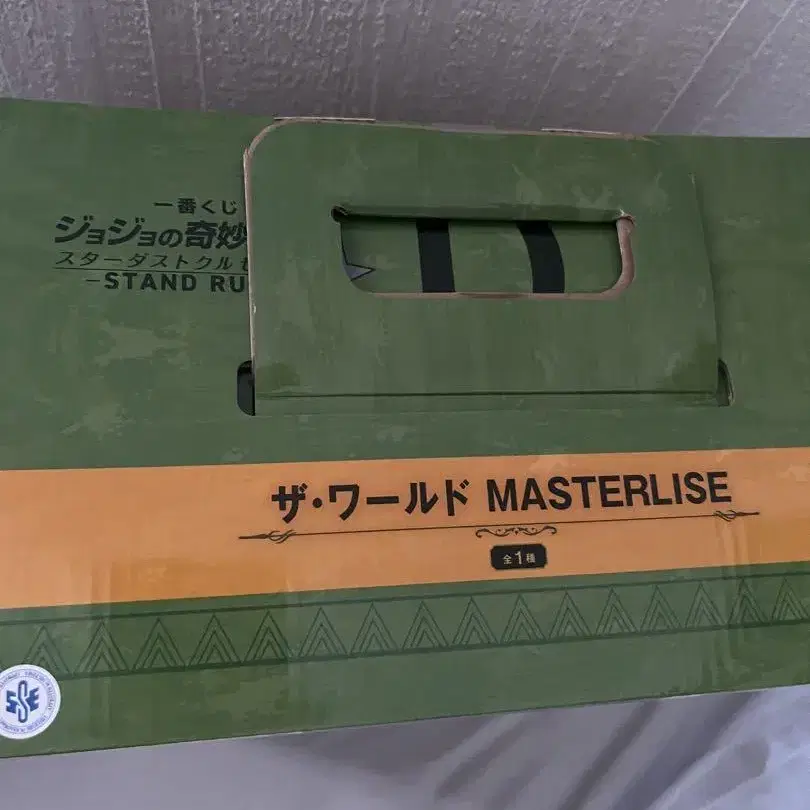 一番くじ
ジョジョの奇妙
スターダストクルセ
STAND RU
ザ・ワールド MASTERLISE
全1種